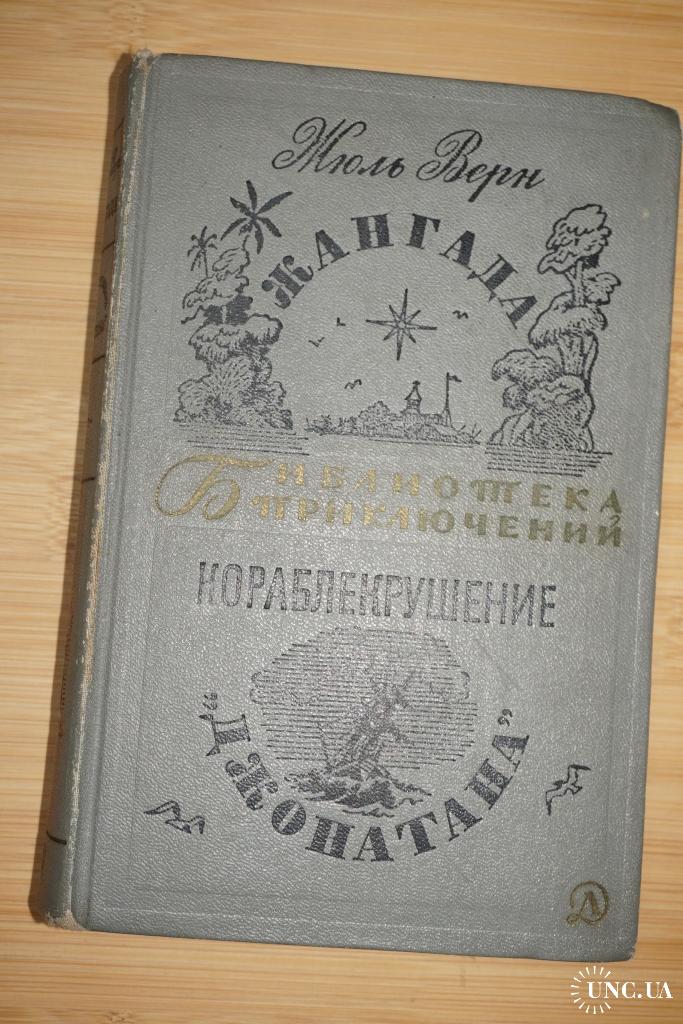 Жюль Верн
ЖАНГАДА
БИБЛИОТЕКА
ПРИКЛЮЧЕНИЙ
КОРАБЛЕКРУШЕНИЕ
"ДЖОНАТАНА"
Д
UNC.UA